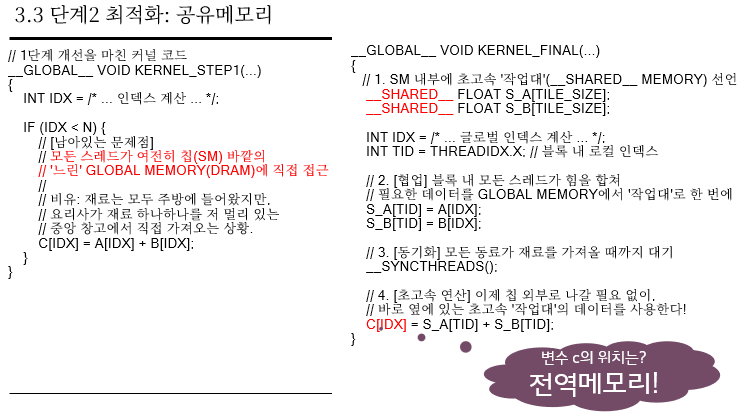 3.3 단계2 최적화: 공유메모리
// 1단계 개선을 마친 커널 코드
__GLOBAL__ VOID KERNEL_STEP1(...)
{
INT IDX = /* ... 인덱스 계산 ... */;
IF (IDX < N) {
// [남아있는 문제점]
// 모든 스레드가 여전히 칩(SM) 바깥의
// '느린' GLOBAL MEMORY(DRAM)에 직접 접근
//
// 비유: 재료는 모두 주방에 들어왔지만,
// 요리사가 재료 하나하나를 저 멀리 있는
// 중앙 창고에서 직접 가져오는 상황.
C[IDX] = A[IDX] + B[IDX];
}
}
__GLOBAL__ VOID KERNEL_FINAL(...)
{
// 1. SM 내부에 초고속 '작업대'(__SHARED__ MEMORY) 선언
__SHARED__ FLOAT S_A[TILE_SIZE];
__SHARED__ FLOAT S_B[TILE_SIZE];
INT IDX = /* ... 글로벌 인덱스 계산 ... */;
INT TID = THREADIDX.X; // 블록 내 로컬 인덱스
// 2. [협업] 블록 내 모든 스레드가 힘을 합쳐
// 필요한 데이터를 GLOBAL MEMORY에서 '작업대'로 한 번에
S_A[TID] = A[IDX];
S_B[TID] = B[IDX];
// 3. [동기화] 모든 동료가 재료를 가져올 때까지 대기
__SYNCTHREADS();
// 4. [초고속 연산] 이제 칩 외부로 나갈 필요 없이,
// 바로 옆에 있는 초고속 '작업대'의 데이터를 사용한다!
C[IDX] = S_A[TID] + S_B[TID];
}
변수 c의 위치는?
전역메모리!